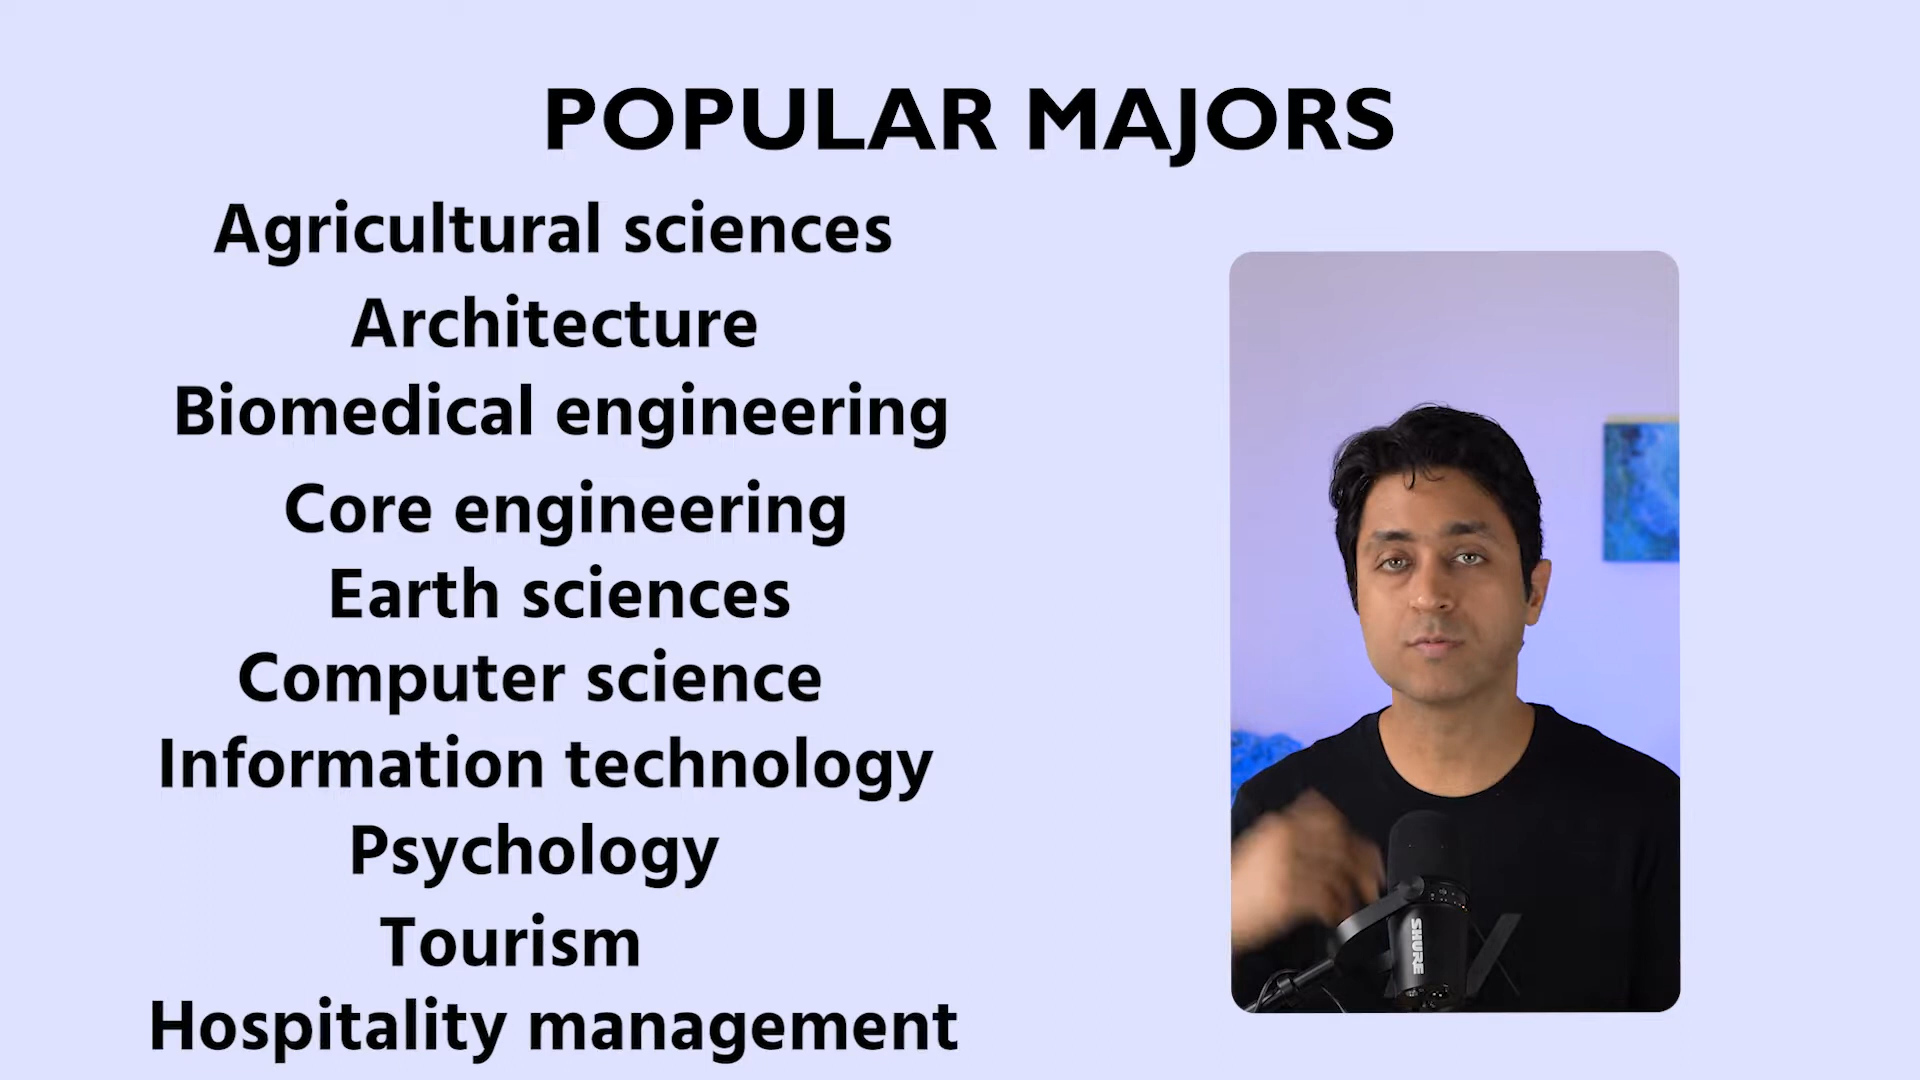 POPULAR MAJORS
Agricultural sciences
Architecture
Biomedical engineering
Core engineering
Earth sciences
Computer science
Information technology
Psychology
Tourism
Hospitality management
SHURE